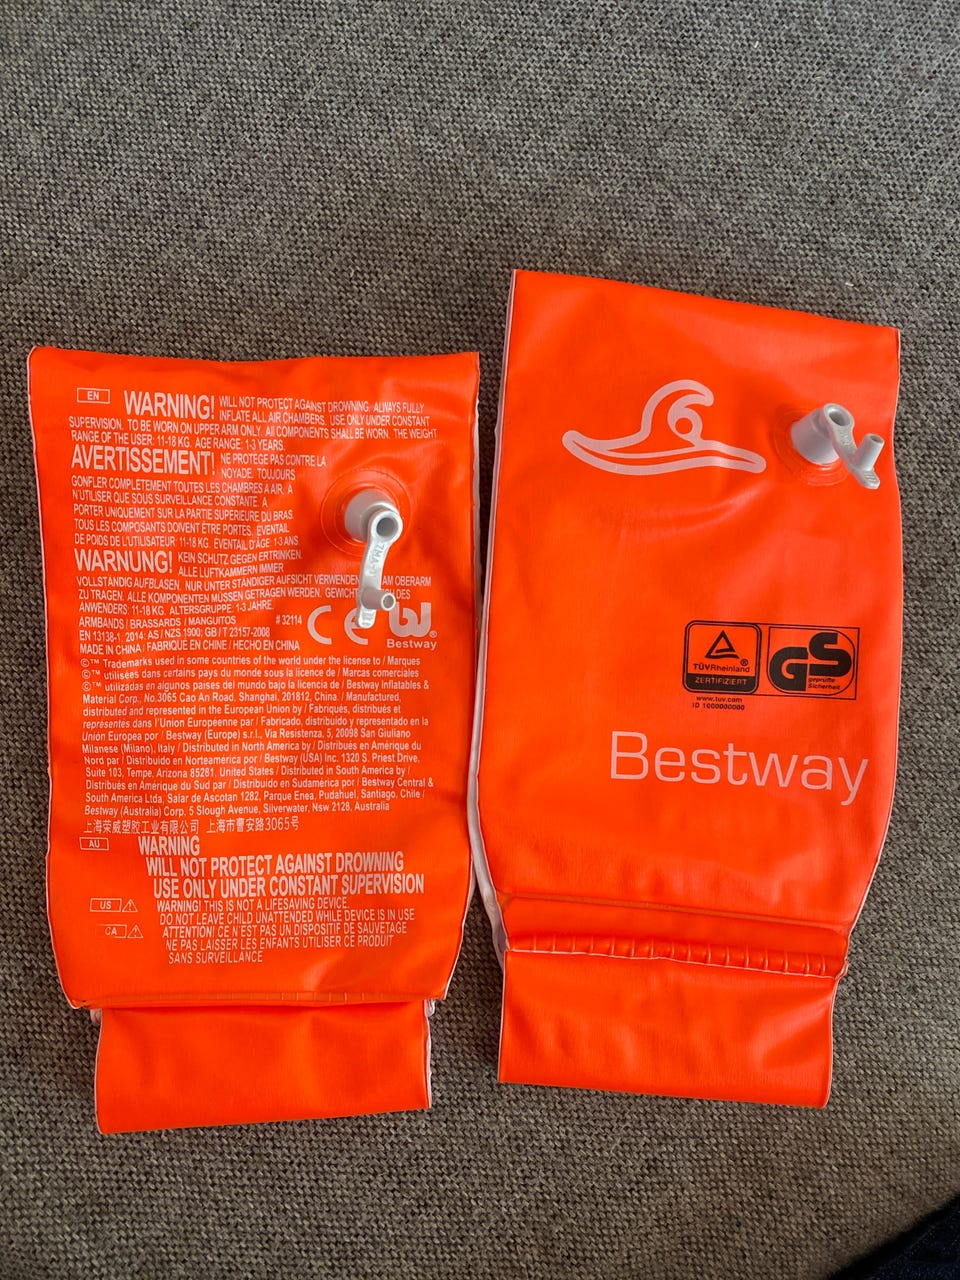 EN
WARNING! WILL NOT PROTECT AGAINST DROWNING. ALWAYS FULLY
INFLATE ALL AIR CHAMBERS. USE ONLY UNDER CONSTANT
SUPERVISION. TO BE WORN ON UPPER ARM ONLY. All COMPONENTS SHALL BE WORN. THE WEIGHT
RANGE OF THE USER: 11-18 KG. AGE RANGE: 1-3 YEARS.
AVERTISSEMENT! NE PROTÈGE PAS CONTRE LA
NOYADE. TOUJOURS
GONFLER COMPLÈTEMENT TOUTES LES CHAMBRES A AIR. À
N'UTILISER QUE SOUS SURVEILLANCE CONSTANTE. A
PORTER UNIQUEMENT SUR LA PARTIE SUPÉRIEURE DU BRAS.
TOUS LES COMPOSANTS DOIVENT ÊTRE PORTÉS. ÉVENTAIL
DE POIDS DE L'UTILISATEUR: 11-18 KG. ÉVENTAIL D'ÂGE: 1-3 ANS
WARNUNG! KEIN SCHUTZ GEGEN ERTRINKEN.
ALLE LUFTKAMMERN IMMER
VOLLSTÄNDIG AUFBLASEN. NUR UNTER STÄNDIGER AUFSICHT VERWENDEN. AM OBERARM
ZU TRAGEN. ALLE KOMPONENTEN MÜSSEN GETRAGEN WERDEN. GEWICHT DES
ANWENDERS: 11-18 KG. ALTERSGRUPPE: 1-3 JAHRE.
ARMBANDS / BRASSARDS / MANGUITOS # 32114
EN 13138-1: 2014: AS / NZS 1900: GB / T 23157-2008
MADE IN CHINA / FABRIQUÉ EN CHINE / HECHO EN CHINA
CE
Bestway®
©™ Trademarks used in some countries of the world under the license to / Marques
©™ utilisées dans certains pays du monde sous la licence de / Marcas comerciales
©™ utilizadas en algunos países del mundo bajo la licencia de / Bestway Inflatables &
Material Corp., No.3065 Cao An Road, Shanghai, 201812, China. / Manufactured,
distributed and represented in the European Union by / Fabriqués, distribués et
représentés dans l'Union Européenne par / Fabricado, distribuido y representado en la
Unión Europea por / Bestway (Europe) s.r.l., Via Resistenza, 5, 20098 San Giuliano
Milanese (Milano), Italy / Distributed in North America by / Distribués en Amérique du
Nord par / Distribuido en Norteamérica por / Bestway (USA) Inc. 1320 S. Priest Drive,
Suite 103, Tempe, Arizona 85281, United States / Distributed in South America by /
Distribués en Amérique du Sud par / Distribuido en Sudamérica por / Bestway Central &
South America Ltda, Salar de Ascotan 1282, Parque Enea, Pudahuel, Santiago, Chile /
Bestway (Australia) Corp. 5 Slough Avenue, Silverwater, Nsw 2128, Australia
上海荣威塑胶工业有限公司 上海市曹安路3065号
AU
WARNING
WILL NOT PROTECT AGAINST DROWNING
USE ONLY UNDER CONSTANT SUPERVISION
US WARNING! THIS IS NOT A LIFESAVING DEVICE.
DO NOT LEAVE CHILD UNATTENDED WHILE DEVICE IS IN USE
CA ATTENTION! CE N'EST PAS UN DISPOSITIF DE SAUVETAGE
NE PAS LAISSER LES ENFANTS UTILISER CE PRODUIT
SANS SURVEILLANCE
TÜVRheinland
ZERTIFIZIERT
www.tuv.com
ID 1000000000
GS
geprüfte
Sicherheit
Bestway